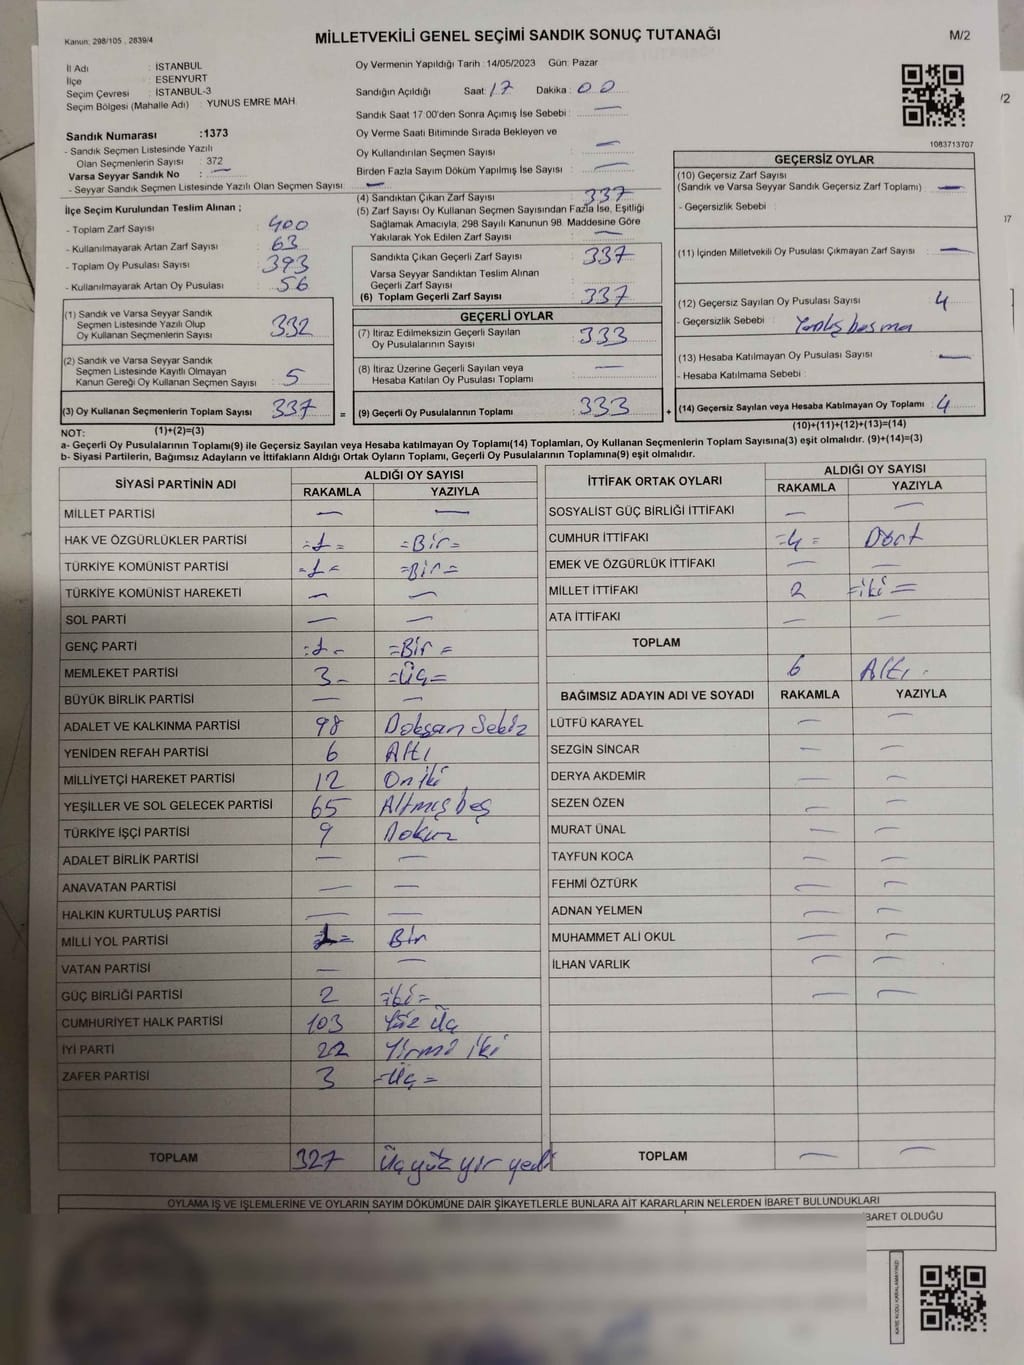 Kanun: 298/105 , 2839/4
MİLLETVEKİLİ GENEL SEÇİMİ SANDIK SONUÇ TUTANAĞI
M/2
İl Adı : İSTANBUL
İlçe : ESENYURT
Seçim Çevresi : İSTANBUL-3
Seçim Bölgesi (Mahalle Adı) : YUNUS EMRE MAH.
Sandık Numarası :1373
- Sandık Seçmen Listesinde Yazılı
Olan Seçmenlerin Sayısı : 372
Varsa Seyyar Sandık No : —
- Seyyar Sandık Seçmen Listesinde Yazılı Olan Seçmen Sayısı : —
İlçe Seçim Kurulundan Teslim Alınan ;
- Toplam Zarf Sayısı : 400
- Kullanılmayarak Artan Zarf Sayısı : 63
- Toplam Oy Pusulası Sayısı : 393
- Kullanılmayarak Artan Oy Pusulası : 56
(1) Sandık ve Varsa Seyyar Sandık
Seçmen Listesinde Yazılı Olup
Oy Kullanan Seçmenlerin Sayısı : 332
(2) Sandık ve Varsa Seyyar Sandık
Seçmen Listesinde Kayıtlı Olmayan
Kanun Gereği Oy Kullanan Seçmen Sayısı : 5
(3) Oy Kullanan Seçmenlerin Toplam Sayısı : 337
Oy Vermenin Yapıldığı Tarih : 14/05/2023 Gün: Pazar
Sandığın Açıldığı Saat: 17 Dakika : 00
Sandık Saat 17:00'den Sonra Açımış İse Sebebi : —
Oy Verme Saati Bitiminde Sırada Bekleyen ve
Oy Kullandırılan Seçmen Sayısı : —
Birden Fazla Sayım Döküm Yapılmış İse Sayısı : —
(4) Sandıktan Çıkan Zarf Sayısı : 337
(5) Zarf Sayısı Oy Kullanan Seçmen Sayısından Fazla İse, Eşitliği
Sağlamak Amacıyla; 298 Sayılı Kanunun 98. Maddesine Göre
Yakılarak Yok Edilen Zarf Sayısı : —
Sandıkta Çıkan Geçerli Zarf Sayısı : 337
Varsa Seyyar Sandıktan Teslim Alınan
Geçerli Zarf Sayısı :
(6) Toplam Geçerli Zarf Sayısı : 337
GEÇERLİ OYLAR
(7) İtiraz Edilmeksizin Geçerli Sayılan
Oy Pusulalarının Sayısı : 333
(8) İtiraz Üzerine Geçerli Sayılan veya
Hesaba Katılan Oy Pusulası Toplamı : —
= (9) Geçerli Oy Pusulalarının Toplamı : 333 +
1083713707
GEÇERSİZ OYLAR
(10) Geçersiz Zarf Sayısı
(Sandık ve Varsa Seyyar Sandık Geçersiz Zarf Toplamı) : —
- Geçersizlik Sebebi :
(11) İçinden Milletvekili Oy Pusulası Çıkmayan Zarf Sayısı : —
(12) Geçersiz Sayılan Oy Pusulası Sayısı : 4
- Geçersizlik Sebebi : Yanlış basma
(13) Hesaba Katılmayan Oy Pusulası Sayısı : —
- Hesaba Katılmama Sebebi :
(14) Geçersiz Sayılan veya Hesaba Katılmayan Oy Toplamı : 4
NOT: (1)+(2)=(3) (10)+(11)+(12)+(13)=(14)
a- Geçerli Oy Pusulalarının Toplamı(9) ile Geçersiz Sayılan veya Hesaba katılmayan Oy Toplamı(14) Toplamları, Oy Kullanan Seçmenlerin Toplam Sayısına(3) eşit olmalıdır. (9)+(14)=(3)
b- Siyasi Partilerin, Bağımsız Adayların ve İttifakların Aldığı Ortak Oyların Toplamı, Geçerli Oy Pusulalarının Toplamına(9) eşit olmalıdır.
SİYASİ PARTİNİN ADI ALDIĞI OY SAYISI
RAKAMLA YAZIYLA
MİLLET PARTİSİ — —
HAK VE ÖZGÜRLÜKLER PARTİSİ =1= =Bir=
TÜRKİYE KOMÜNİST PARTİSİ =1= =Bir=
TÜRKİYE KOMÜNİST HAREKETİ — —
SOL PARTİ — —
GENÇ PARTİ =1- =Bir=
MEMLEKET PARTİSİ 3- =Üç=
BÜYÜK BİRLİK PARTİSİ — —
ADALET VE KALKINMA PARTİSİ 98 Doksan Sekiz
YENİDEN REFAH PARTİSİ 6 Altı
MİLLİYETÇİ HAREKET PARTİSİ 12 On iki
YEŞİLLER VE SOL GELECEK PARTİSİ 65 Altmış beş
TÜRKİYE İŞÇİ PARTİSİ 9 Dokuz
ADALET BİRLİK PARTİSİ — —
ANAVATAN PARTİSİ — —
HALKIN KURTULUŞ PARTİSİ — —
MİLLİ YOL PARTİSİ 1= Bir
VATAN PARTİSİ — —
GÜÇ BİRLİĞİ PARTİSİ 2 =iki=
CUMHURİYET HALK PARTİSİ 103 Yüz Üç
İYİ PARTİ 22 Yirmi iki
ZAFER PARTİSİ 3 =Üç=
TOPLAM 327 Üç yüz yir yedi
İTTİFAK ORTAK OYLARI ALDIĞI OY SAYISI
RAKAMLA YAZIYLA
SOSYALİST GÜÇ BİRLİĞİ İTTİFAKI — —
CUMHUR İTTİFAKI =4= Dört
EMEK VE ÖZGÜRLÜK İTTİFAKI — —
MİLLET İTTİFAKI 2 =iki=
ATA İTTİFAKI — —
TOPLAM 6 Altı.
BAĞIMSIZ ADAYIN ADI VE SOYADI RAKAMLA YAZIYLA
LÜTFÜ KARAYEL — —
SEZGİN SİNCAR — —
DERYA AKDEMİR — —
SEZEN ÖZEN — —
MURAT ÜNAL — —
TAYFUN KOCA — —
FEHMİ ÖZTÜRK — —
ADNAN YELMEN — —
MUHAMMET ALİ OKUL — —
İLHAN VARLIK — —
— —
TOPLAM — —
OYLAMA İŞ VE İŞLEMLERİNE VE OYLARIN SAYIM DÖKÜMÜNE DAİR ŞİKAYETLERLE BUNLARA AİT KARARLARIN NELERDEN İBARET BULUNDUKLARI
BARET OLDUĞU
KARE KODU KARALAMAYINIZ!
/2
07